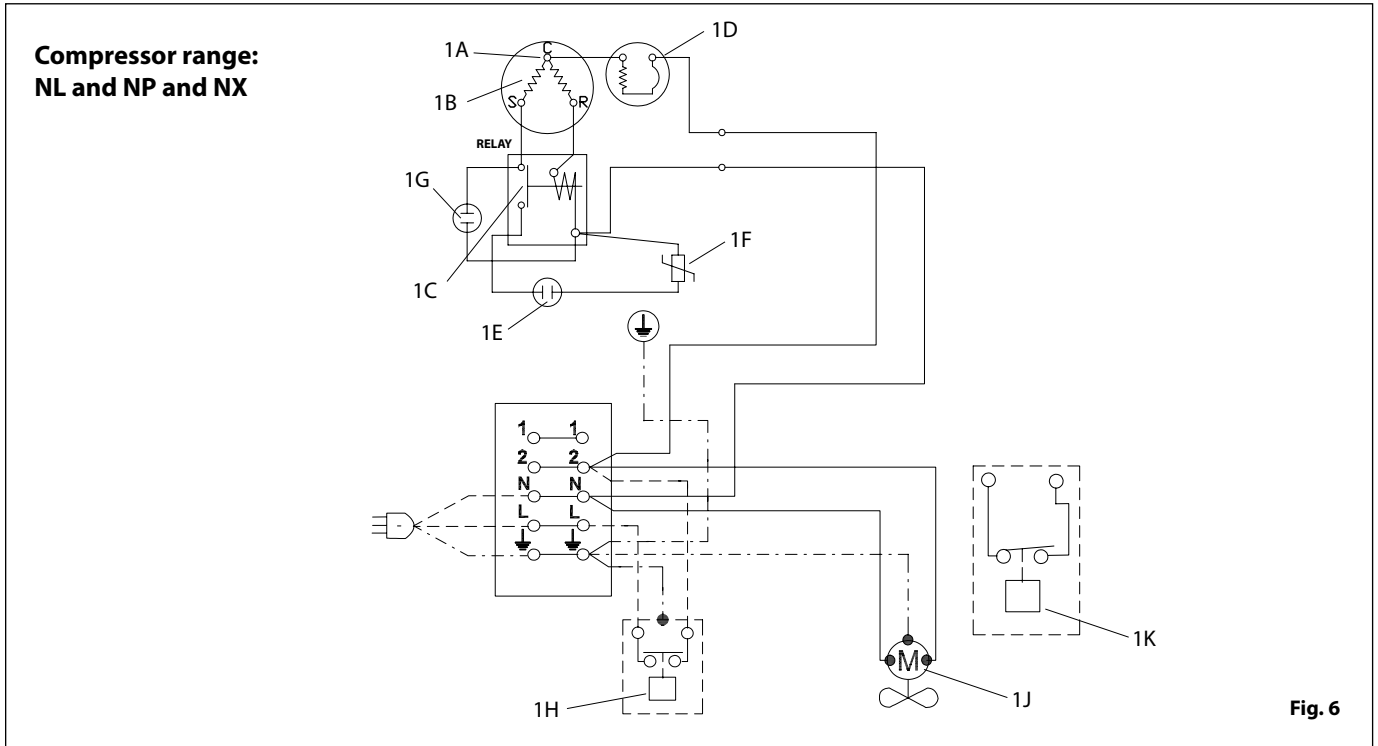 Compressor range:
NL and NP and NX
1A
C
1D
1B
S
R
RELAY
1G
1C
1F
1E
1 1
2 2
N N
L L
1H
M
1J
1K
Fig. 6